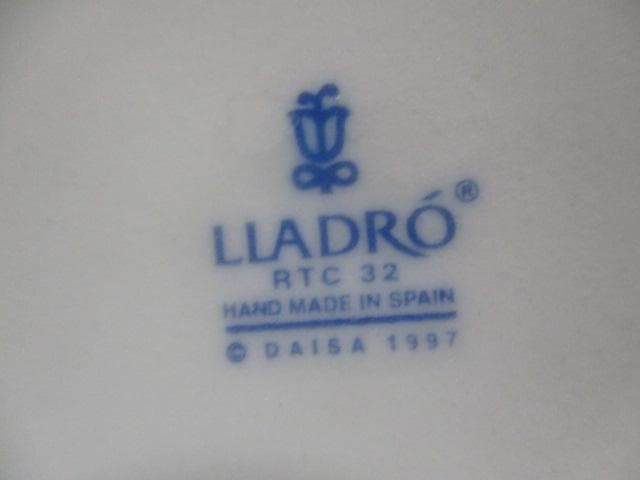 LLADRÓ®
RTC 32
HAND MADE IN SPAIN
© DAISA 1997